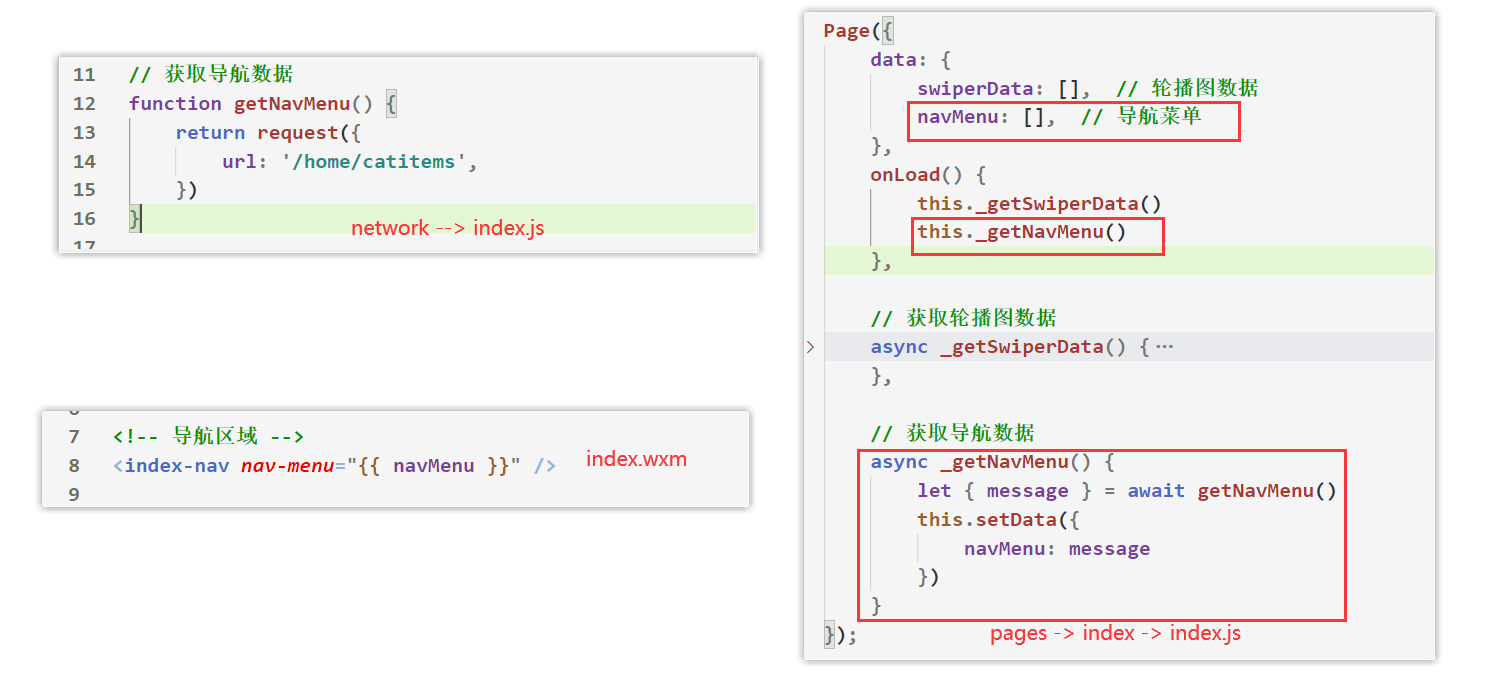 11 // 获取导航数据
12 function getNavMenu() {
13 return request({
14 url: '/home/catitems',
15 })
16 }
17
network --> index.js
7 <!-- 导航区域 -->
8 <index-nav nav-menu="{{ navMenu }}" />
9
index.wxm
Page({
data: {
swiperData: [], // 轮播图数据
navMenu: [], // 导航菜单
},
onLoad() {
this._getSwiperData()
this._getNavMenu()
},
// 获取轮播图数据
async _getSwiperData() {⋯
},
// 获取导航数据
async _getNavMenu() {
let { message } = await getNavMenu()
this.setData({
navMenu: message
})
}
});
pages -> index -> index.js